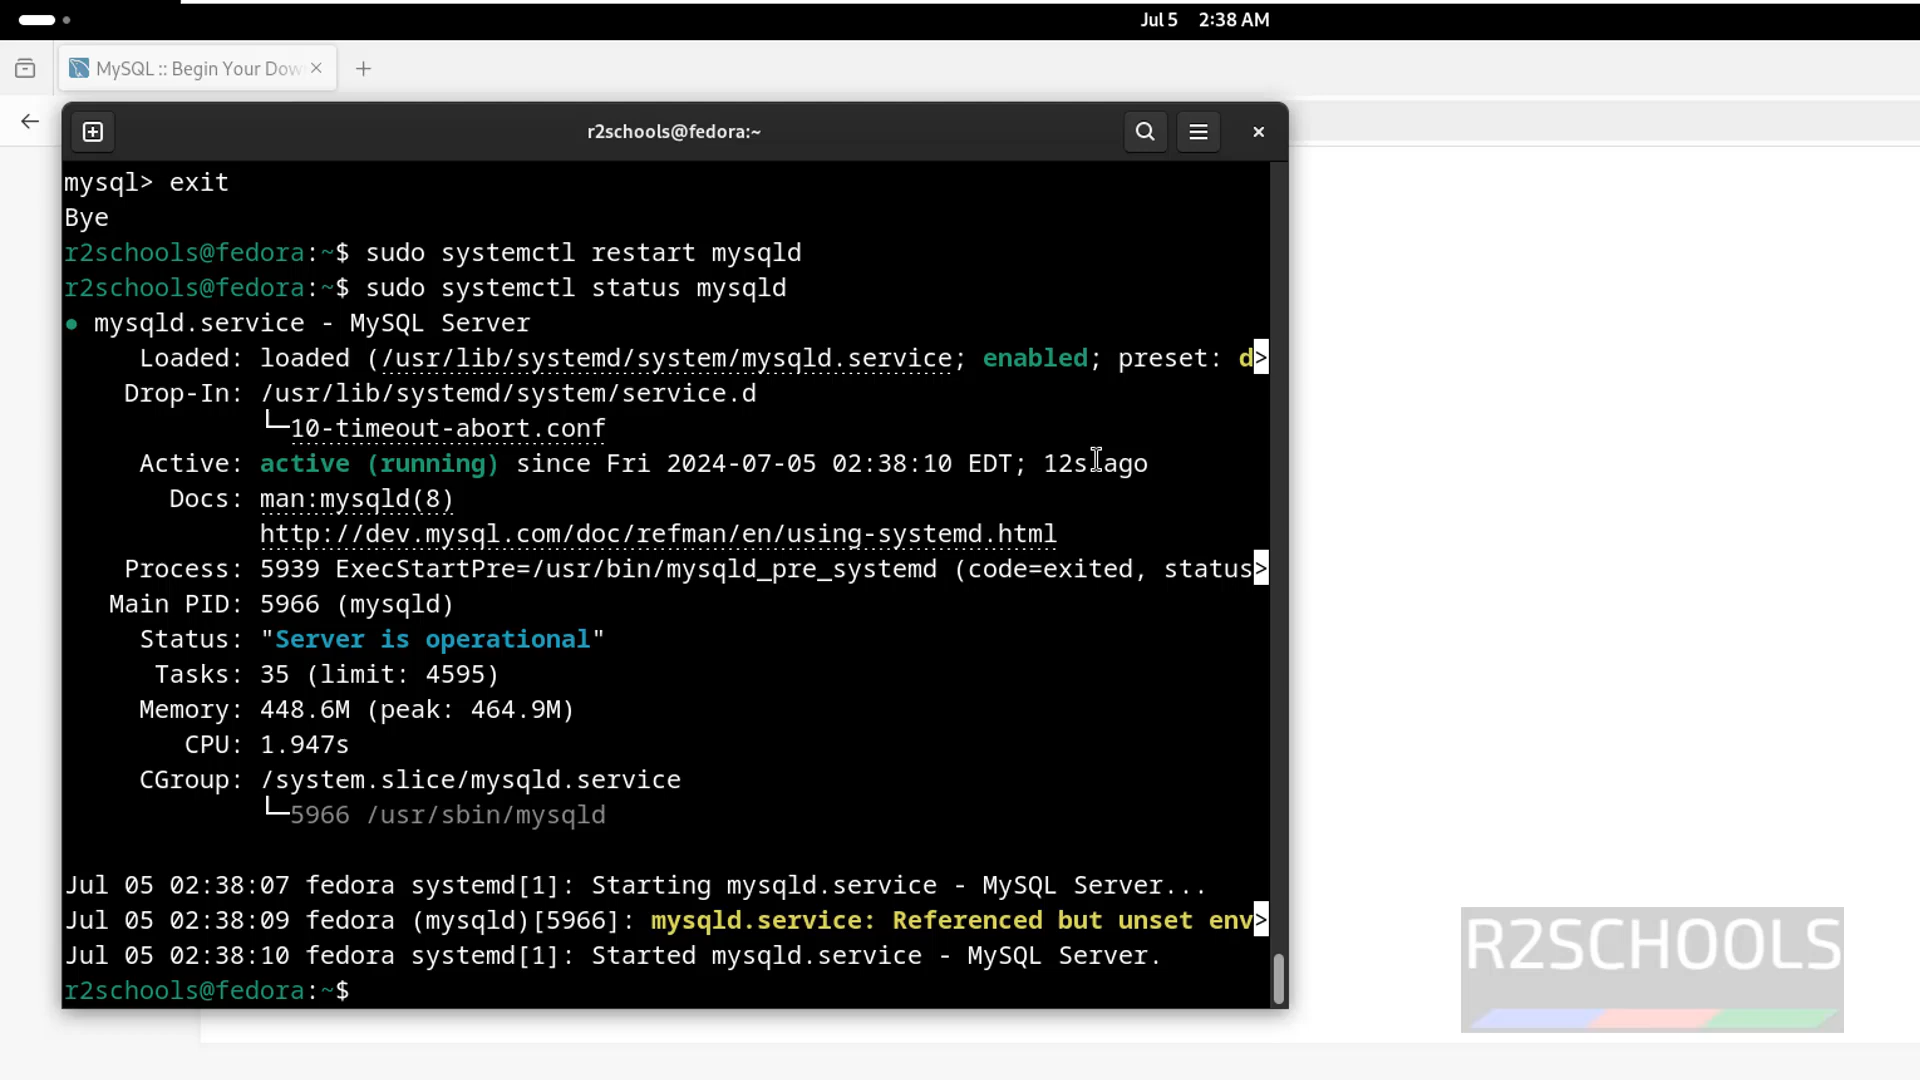 Jul 5 2:38 AM
MySQL :: Begin Your Dow
r2schools@fedora:~
mysql> exit
Bye
r2schools@fedora:~$ sudo systemctl restart mysqld
r2schools@fedora:~$ sudo systemctl status mysqld
● mysqld.service - MySQL Server
Loaded: loaded (/usr/lib/systemd/system/mysqld.service; enabled; preset: d>
Drop-In: /usr/lib/systemd/system/service.d
└─10-timeout-abort.conf
Active: active (running) since Fri 2024-07-05 02:38:10 EDT; 12s ago
Docs: man:mysqld(8)
http://dev.mysql.com/doc/refman/en/using-systemd.html
Process: 5939 ExecStartPre=/usr/bin/mysqld_pre_systemd (code=exited, status>
Main PID: 5966 (mysqld)
Status: "Server is operational"
Tasks: 35 (limit: 4595)
Memory: 448.6M (peak: 464.9M)
CPU: 1.947s
CGroup: /system.slice/mysqld.service
└─5966 /usr/sbin/mysqld
Jul 05 02:38:07 fedora systemd[1]: Starting mysqld.service - MySQL Server...
Jul 05 02:38:09 fedora (mysqld)[5966]: mysqld.service: Referenced but unset env>
Jul 05 02:38:10 fedora systemd[1]: Started mysqld.service - MySQL Server.
r2schools@fedora:~$
R2SCHOOLS